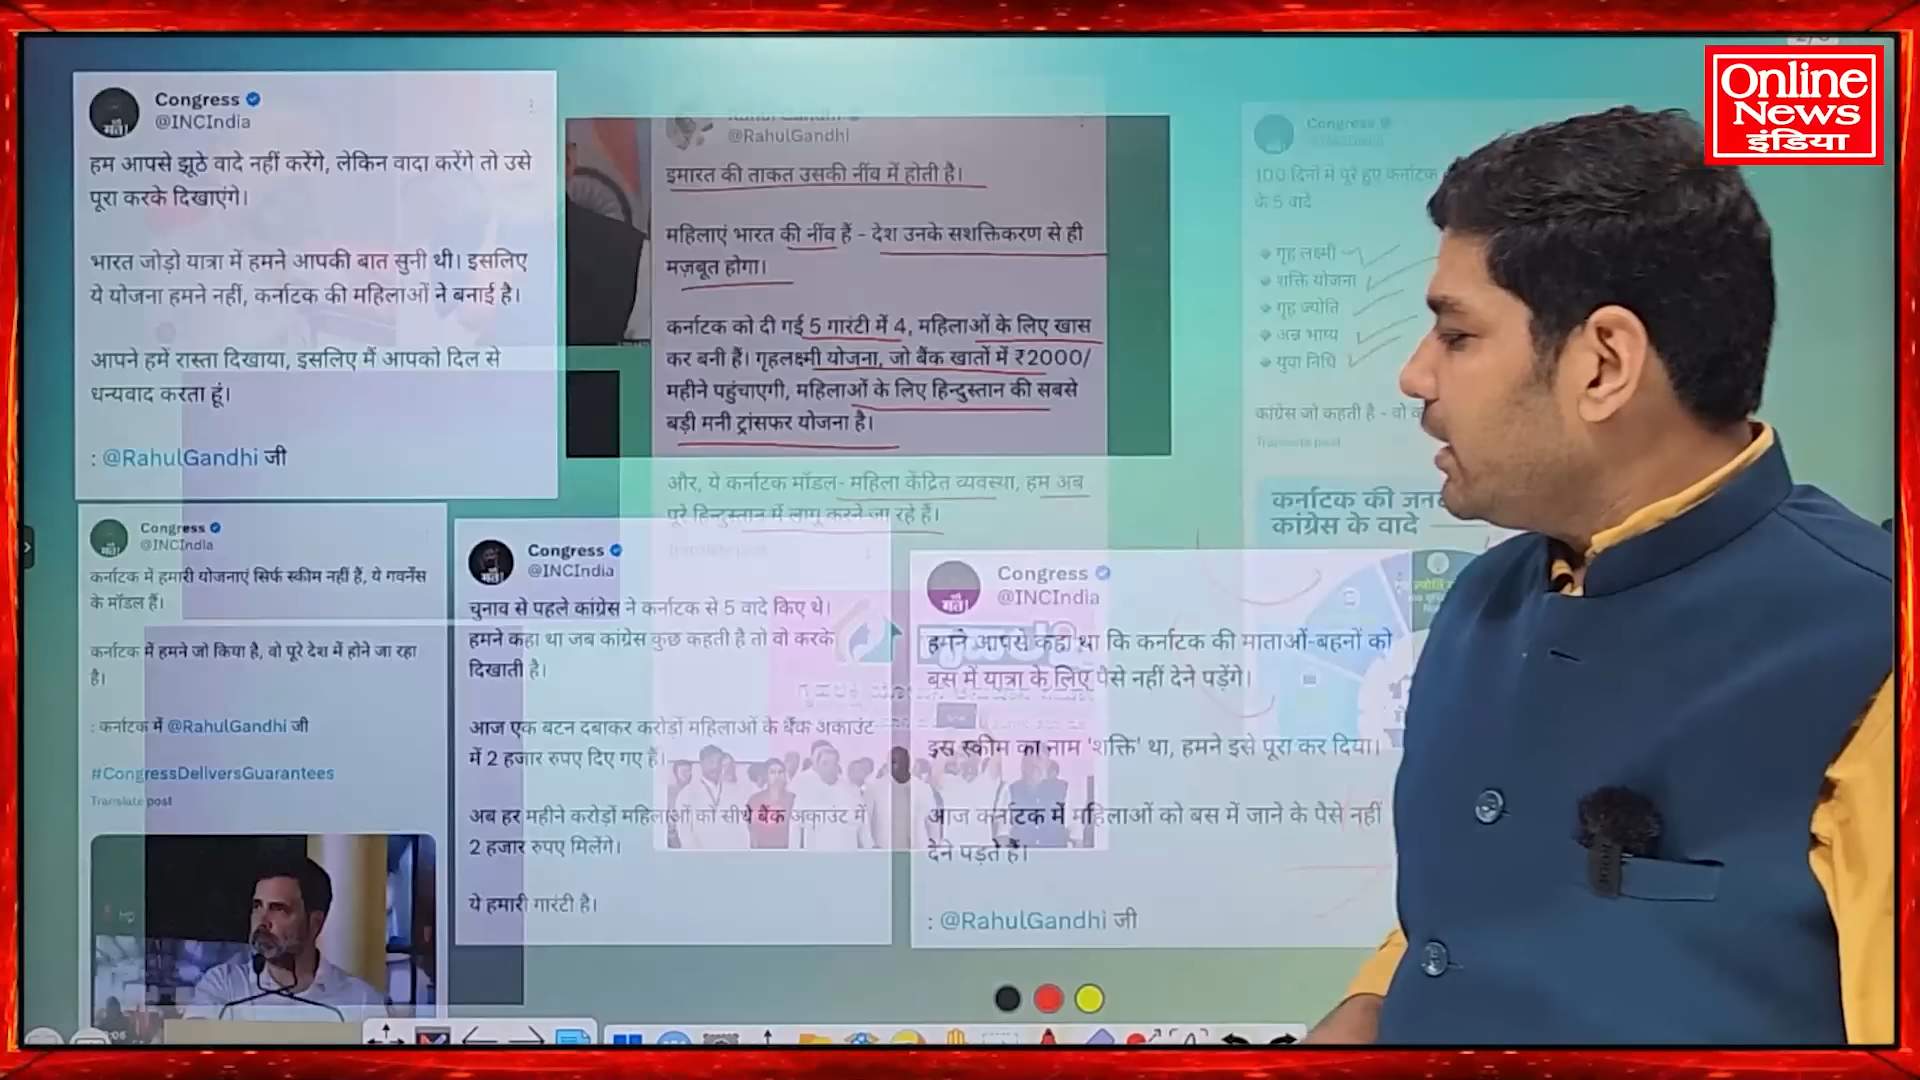 Online
News
इंडिया
Congress
@INCIndia
हम आपसे झूठे वादे नहीं करेंगे, लेकिन वादा करेंगे तो उसे
पूरा करके दिखाएंगे।
भारत जोड़ो यात्रा में हमने आपकी बात सुनी थी। इसलिए
ये योजना हमने नहीं, कर्नाटक की महिलाओं ने बनाई है।
आपने हमें रास्ता दिखाया, इसलिए मैं आपको दिल से
धन्यवाद करता हूं।
: @RahulGandhi जी
@RahulGandhi
इमारत की ताकत उसकी नींव में होती है।
महिलाएं भारत की नींव हैं - देश उनके सशक्तिकरण से ही
मज़बूत होगा।
कर्नाटक को दी गई 5 गारंटी में 4, महिलाओं के लिए खास
कर बनी हैं। गृहलक्ष्मी योजना, जो बैंक खातों में ₹2000/
महीने पहुंचाएगी, महिलाओं के लिए हिन्दुस्तान की सबसे
बड़ी मनी ट्रांसफर योजना है।
और, ये कर्नाटक मॉडल- महिला केंद्रित व्यवस्था, हम अब
पूरे हिन्दुस्तान में लागू करने जा रहे हैं।
Congress
100 दिनों में पूरे हुए कर्नाटक
के 5 वादे
गृह लक्ष्मी
शक्ति योजना
गृह ज्योति
अन्न भाग्य
युवा निधि
कांग्रेस जो कहती है - वो
Translate post
कर्नाटक की
कांग्रेस के वादे
Congress
@INCIndia
कर्नाटक में हमारी योजनाएं सिर्फ स्कीम नहीं हैं, ये गवर्नेंस
के मॉडल हैं।
कर्नाटक में हमने जो किया है, वो पूरे देश में होने जा रहा
है।
: कर्नाटक में @RahulGandhi जी
#CongressDeliversGuarantees
Translate post
Congress
@INCIndia
चुनाव से पहले कांग्रेस ने कर्नाटक से 5 वादे किए थे।
हमने कहा था जब कांग्रेस कुछ कहती है तो वो करके
दिखाती है।
आज एक बटन दबाकर करोड़ों महिलाओं के बैंक अकाउंट
में 2 हजार रुपए दिए गए हैं।
अब हर महीने करोड़ों महिलाओं को सीधे बैंक अकाउंट में
2 हजार रुपए मिलेंगे।
ये हमारी गारंटी है।
Congress
@INCIndia
हमने आपसे कहा था कि कर्नाटक की माताओं-बहनों को
बस में यात्रा के लिए पैसे नहीं देने पड़ेंगे।
इस स्कीम का नाम 'शक्ति' था, हमने इसे पूरा कर दिया।
आज कर्नाटक में महिलाओं को बस में जाने के पैसे नहीं
देने पड़ते हैं।
: @RahulGandhi जी